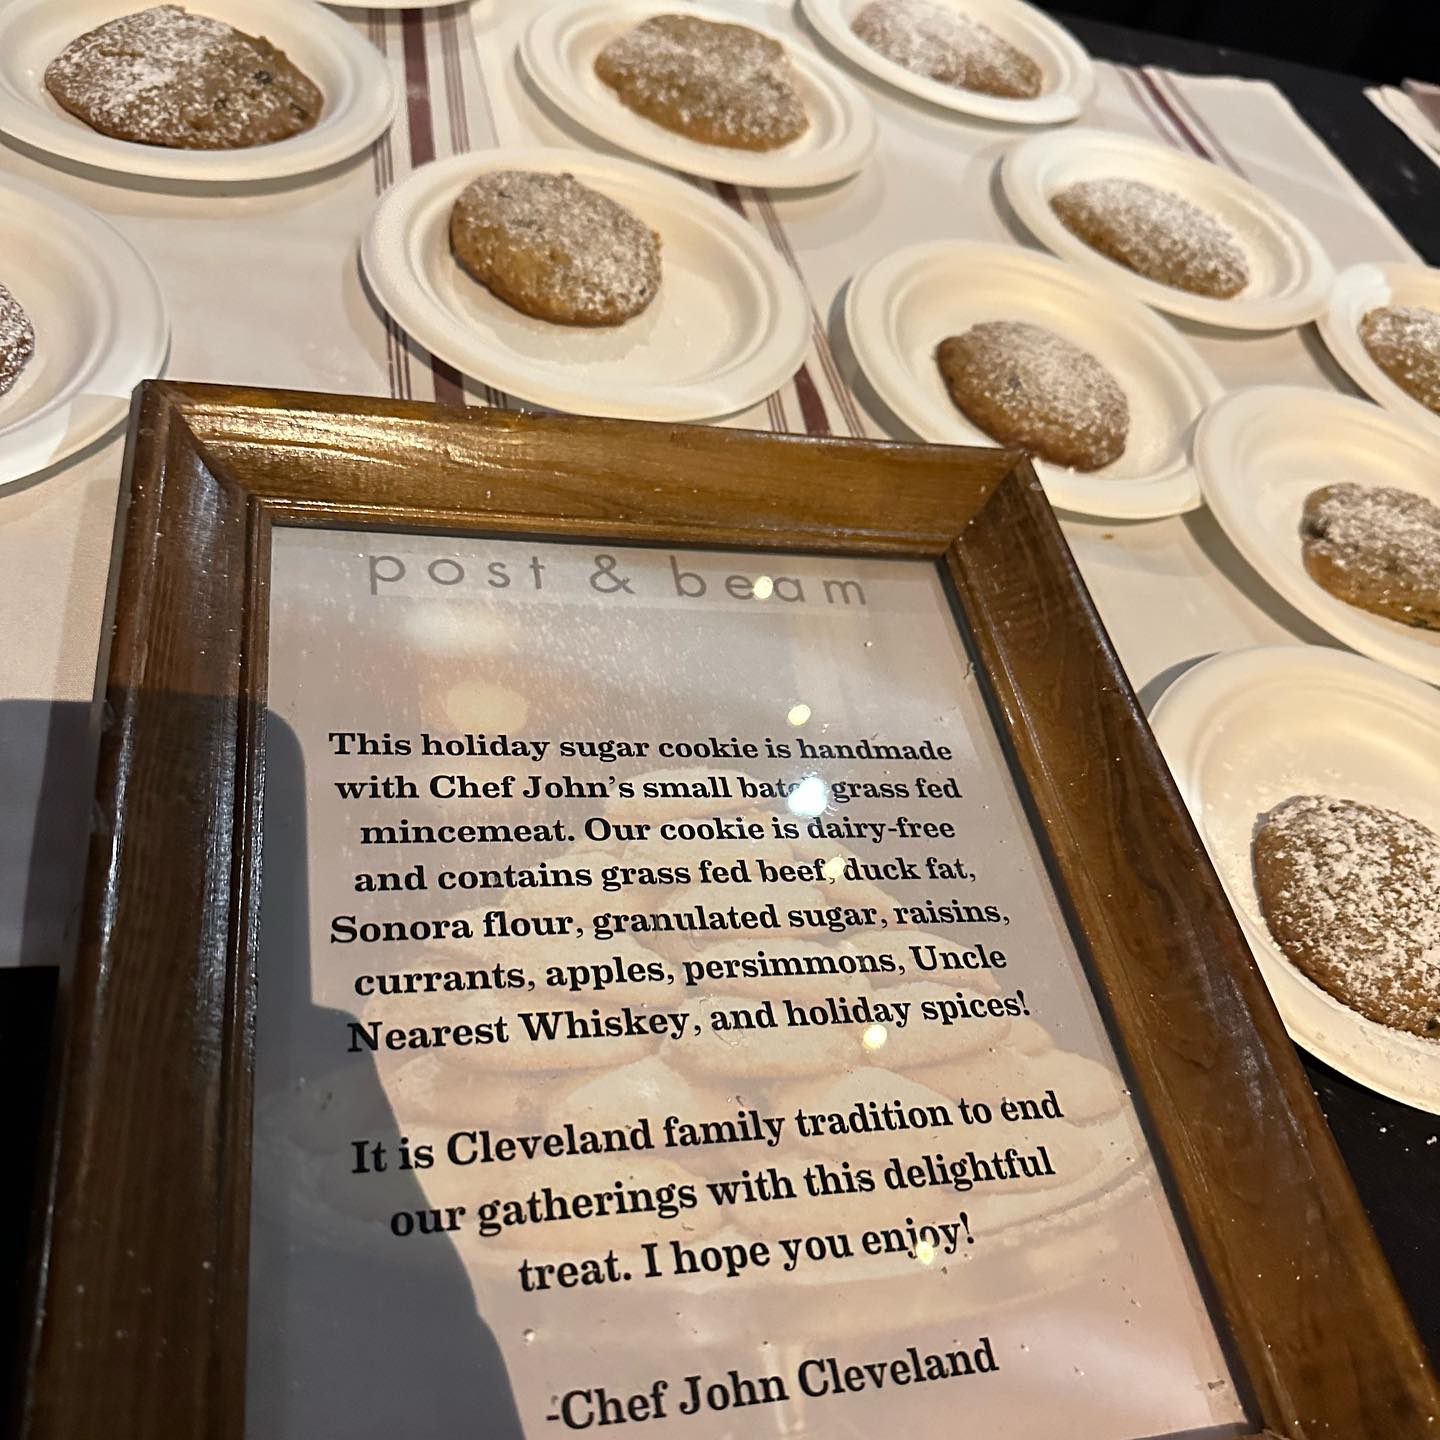 post & beam
This holiday sugar cookie is handmade
with Chef John's small batch grass fed
mincemeat. Our cookie is dairy-free
and contains grass fed beef, duck fat,
Sonora flour, granulated sugar, raisins,
currants, apples, persimmons, Uncle
Nearest Whiskey, and holiday spices!
It is Cleveland family tradition to end
our gatherings with this delightful
treat. I hope you enjoy!
-Chef John Cleveland